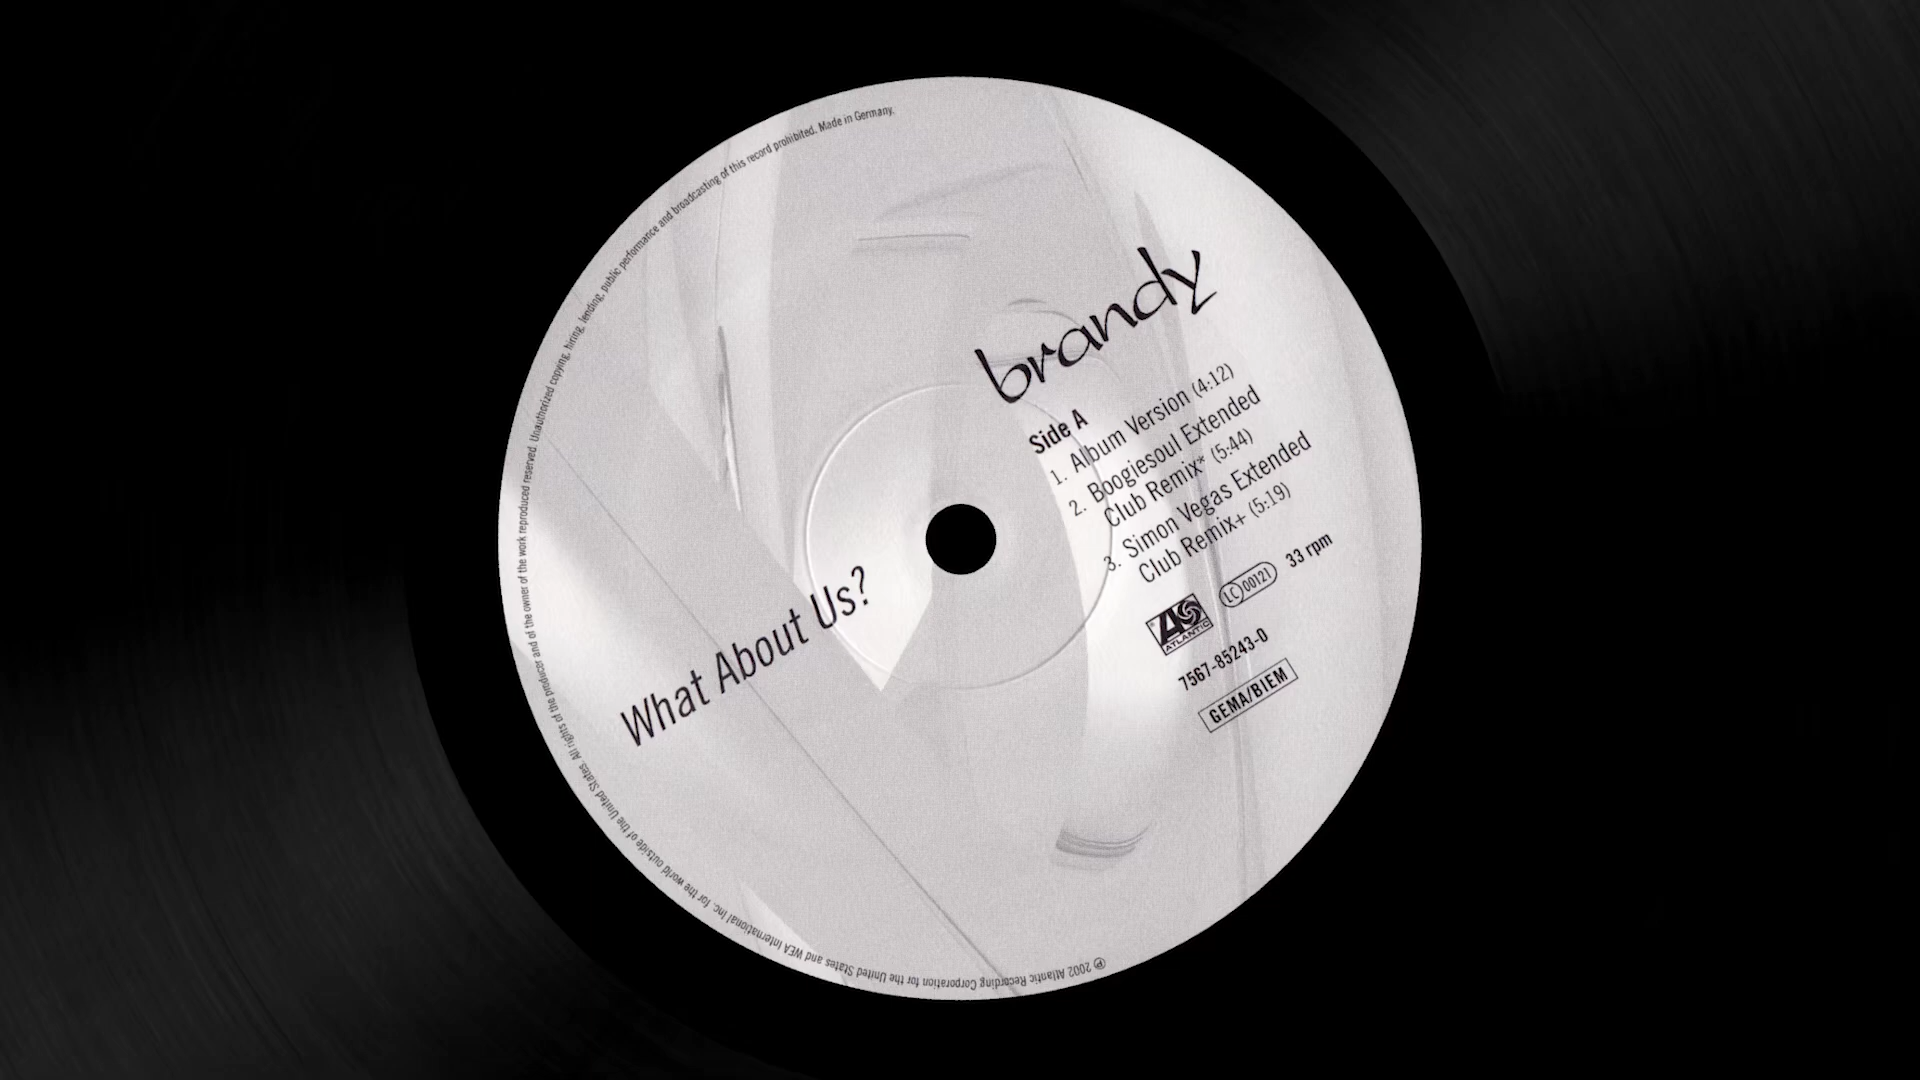 brandy
Side A
1. Album Version (4:12)
2. Boogiesoul Extended
Club Remix* (5:44)
3. Simon Vegas Extended
Club Remix+ (5:19)
What About Us?
LC 00121
33 rpm
ATLANTIC
7567-85243-0
GEMA/BIEM
℗ 2002 Atlantic Recording Corporation for the United States and WEA International Inc. for the world outside of the United States. All rights of the producer and of the owner of the work reproduced reserved. Unauthorized copying, hiring, lending, public performance and broadcasting of this record prohibited. Made in Germany.